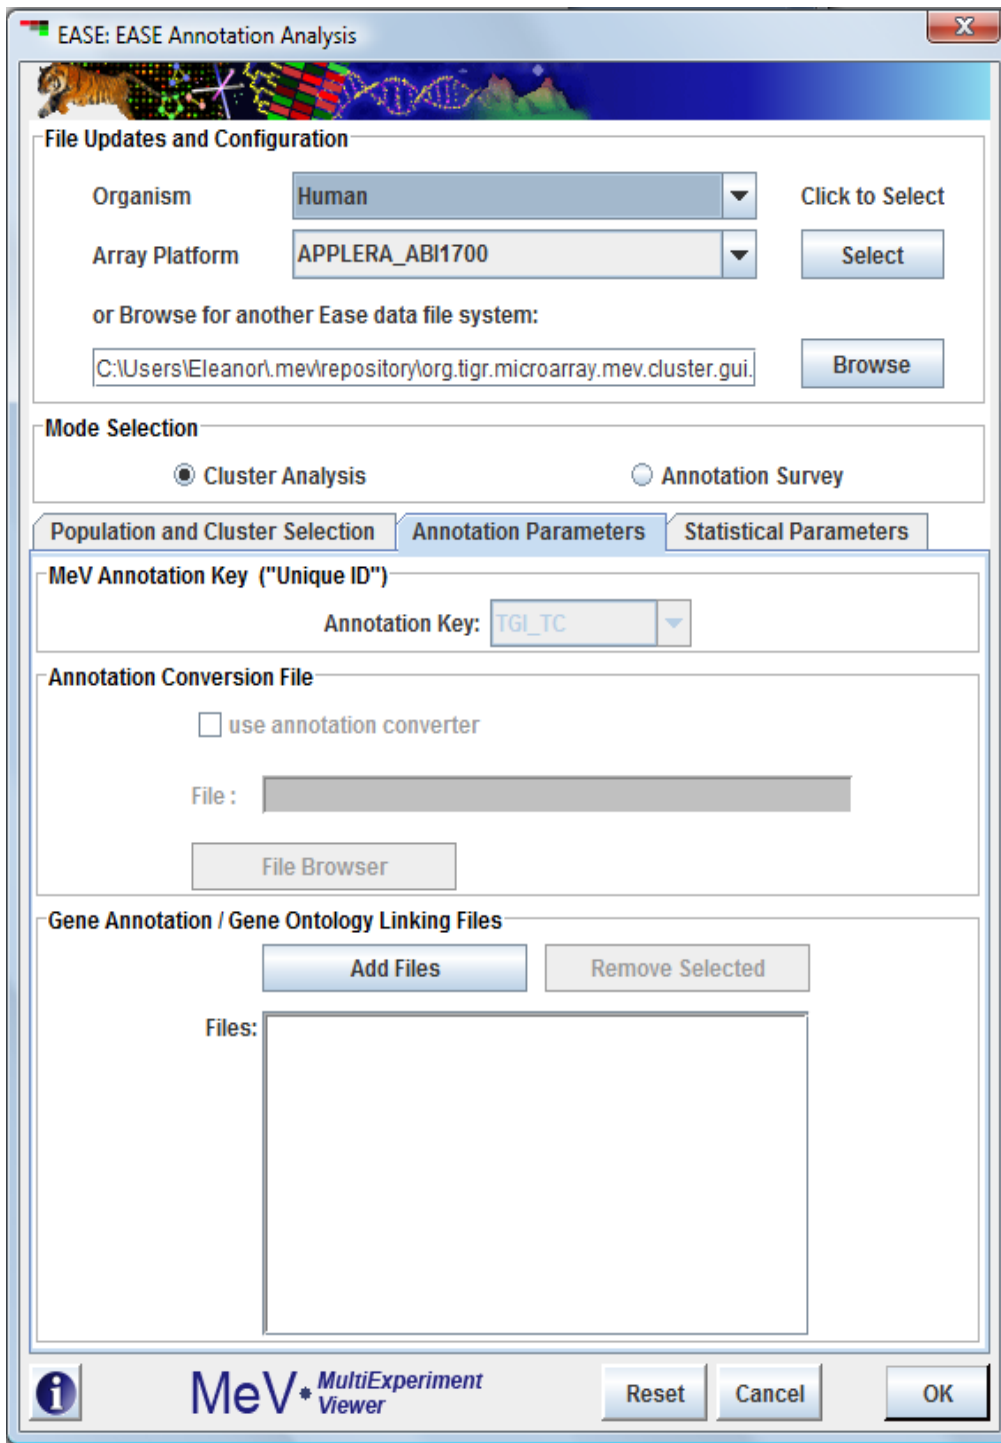 EASE: EASE Annotation Analysis
X
File Updates and Configuration
Organism
Human
Click to Select
Array Platform
APPLERA_ABI1700
Select
or Browse for another Ease data file system:
C:\Users\Eleanor\.mev\repository\org.tigr.microarray.mev.cluster.gui.
Browse
Mode Selection
Cluster Analysis
Annotation Survey
Population and Cluster Selection
Annotation Parameters
Statistical Parameters
MeV Annotation Key ("Unique ID")
Annotation Key:
TGI_TC
Annotation Conversion File
use annotation converter
File :
File Browser
Gene Annotation / Gene Ontology Linking Files
Add Files
Remove Selected
Files:
i
MeV
MultiExperiment
Viewer
Reset
Cancel
OK